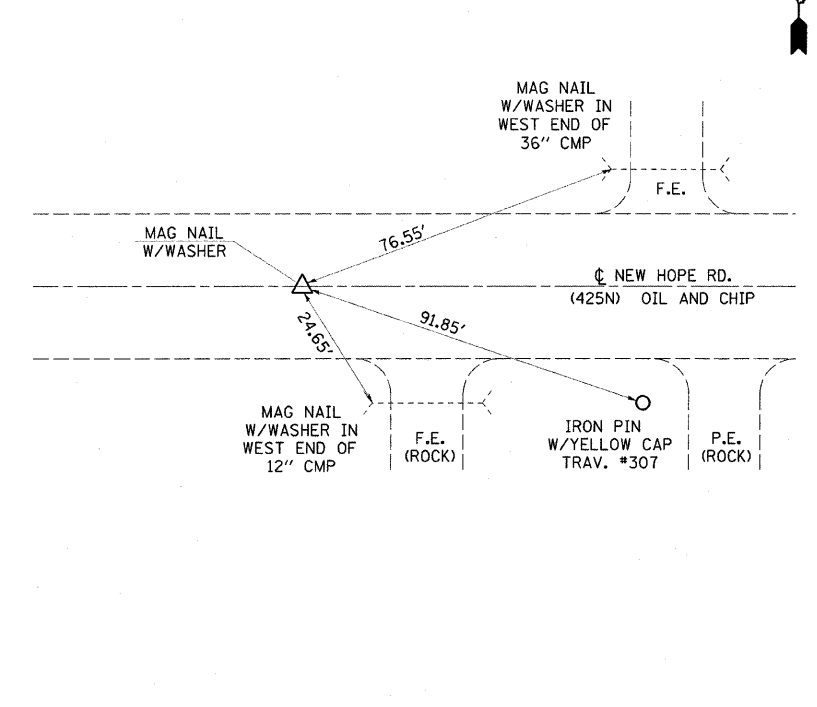 MAG NAIL
W/WASHER IN
WEST END OF
36" CMP
F.E.
MAG NAIL
W/WASHER
76.55'
℄ NEW HOPE RD.
(425N) OIL AND CHIP
91.85'
24.65'
MAG NAIL
W/WASHER IN
WEST END OF
12" CMP
F.E.
(ROCK)
IRON PIN
W/YELLOW CAP
TRAV. #307
P.E.
(ROCK)